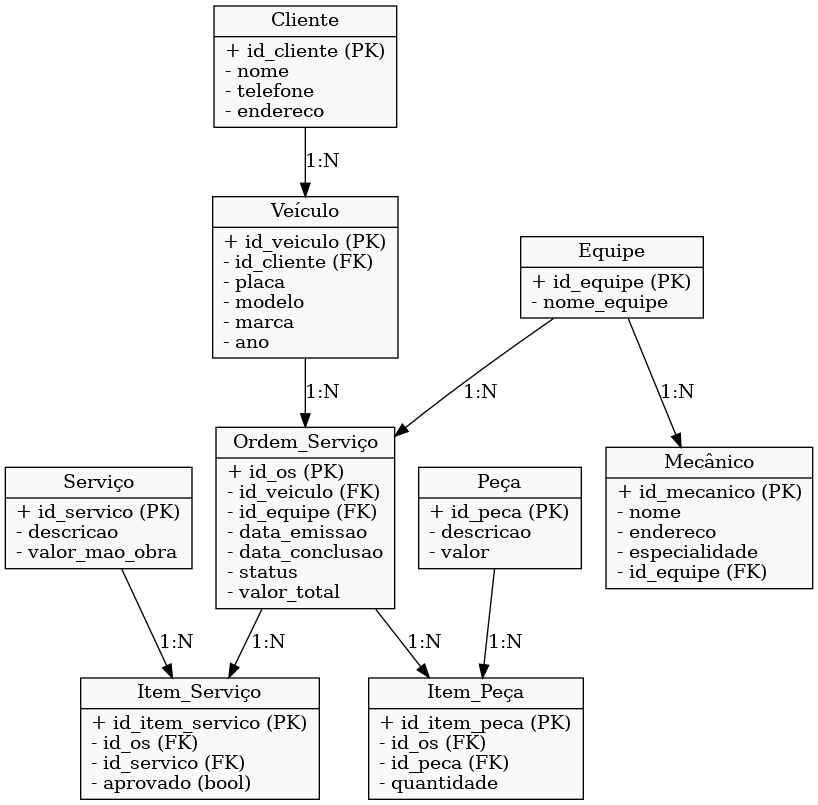 Cliente
+ id_cliente (PK)
- nome
- telefone
- endereco
1:N
Veículo
+ id_veiculo (PK)
- id_cliente (FK)
- placa
- modelo
- marca
- ano
Equipe
+ id_equipe (PK)
- nome_equipe
1:N
1:N
1:N
Ordem_Serviço
+ id_os (PK)
- id_veiculo (FK)
- id_equipe (FK)
- data_emissao
- data_conclusao
- status
- valor_total
Mecânico
+ id_mecanico (PK)
- nome
- endereco
- especialidade
- id_equipe (FK)
Serviço
+ id_servico (PK)
- descricao
- valor_mao_obra
Peça
+ id_peca (PK)
- descricao
- valor
1:N
1:N
1:N
1:N
Item_Serviço
+ id_item_servico (PK)
- id_os (FK)
- id_servico (FK)
- aprovado (bool)
Item_Peça
+ id_item_peca (PK)
- id_os (FK)
- id_peca (FK)
- quantidade